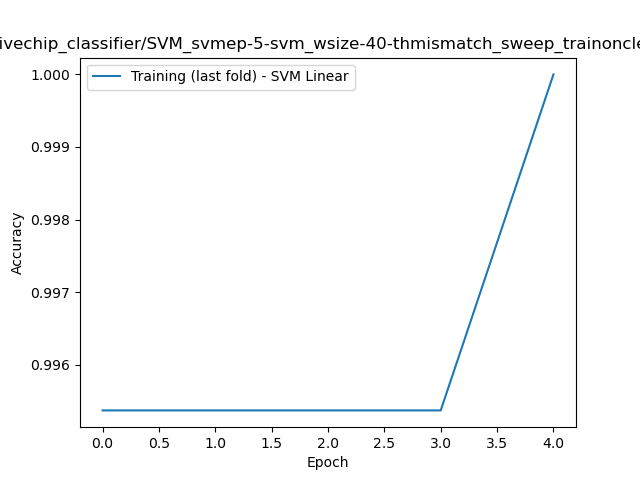 ivechip_classifier/SVM_svmep-5-svm_wsize-40-thmismatch_sweep_trainoncle
Training (last fold) - SVM Linear
1.000
0.999
0.998
0.997
0.996
Accuracy
0.0 0.5 1.0 1.5 2.0 2.5 3.0 3.5 4.0
Epoch